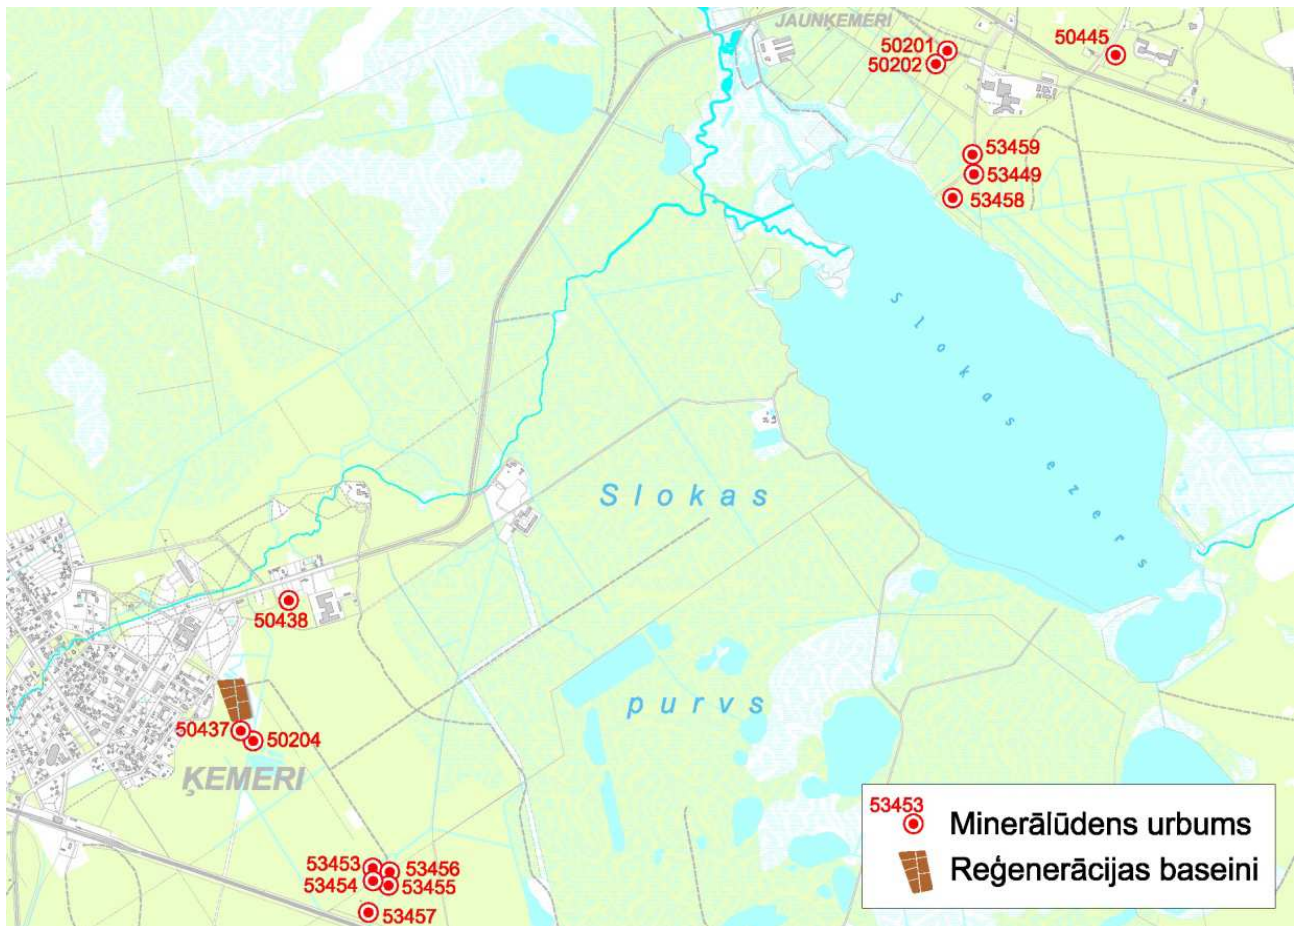 JAUNĶEMERI
50201
50202
50445
53459
53449
53458
Slokas ezers
Slokas
purvs
50438
50437
50204
ĶEMERI
53453
53456
53454
53455
53457
53453
Minerālūdens urbums
Reģenerācijas baseini